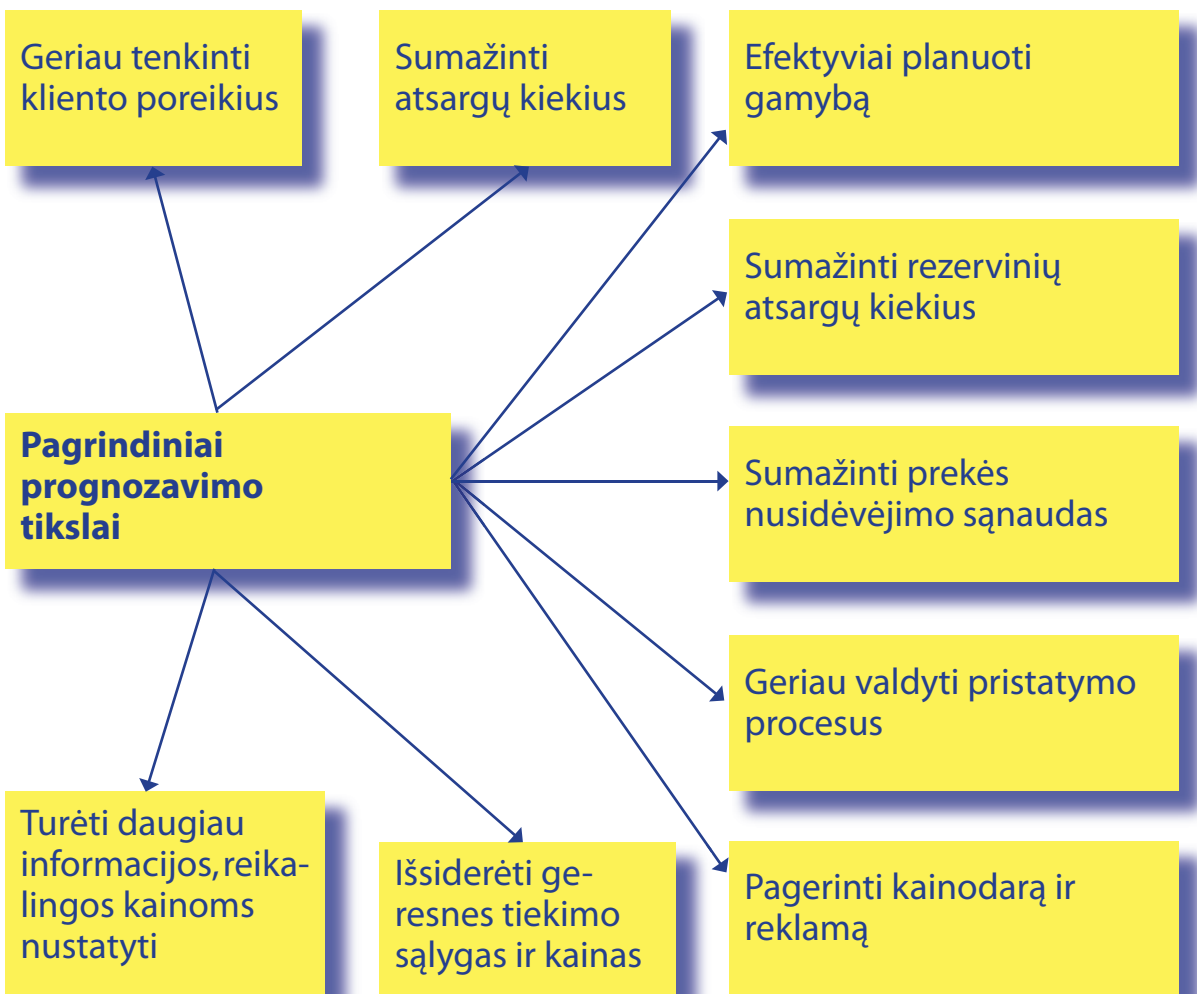 Geriau tenkinti
kliento poreikius
Sumažinti
atsargų kiekius
Efektyviai planuoti
gamybą
Sumažinti rezervinių
atsargų kiekius
Pagrindiniai
prognozavimo
tikslai
Sumažinti prekės
nusidėvėjimo sąnaudas
Geriau valdyti pristatymo
procesus
Turėti daugiau
informacijos, reika-
lingos kainoms
nustatyti
Išsiderėti ge-
resnes tiekimo
sąlygas ir kainas
Pagerinti kainodarą ir
reklamą